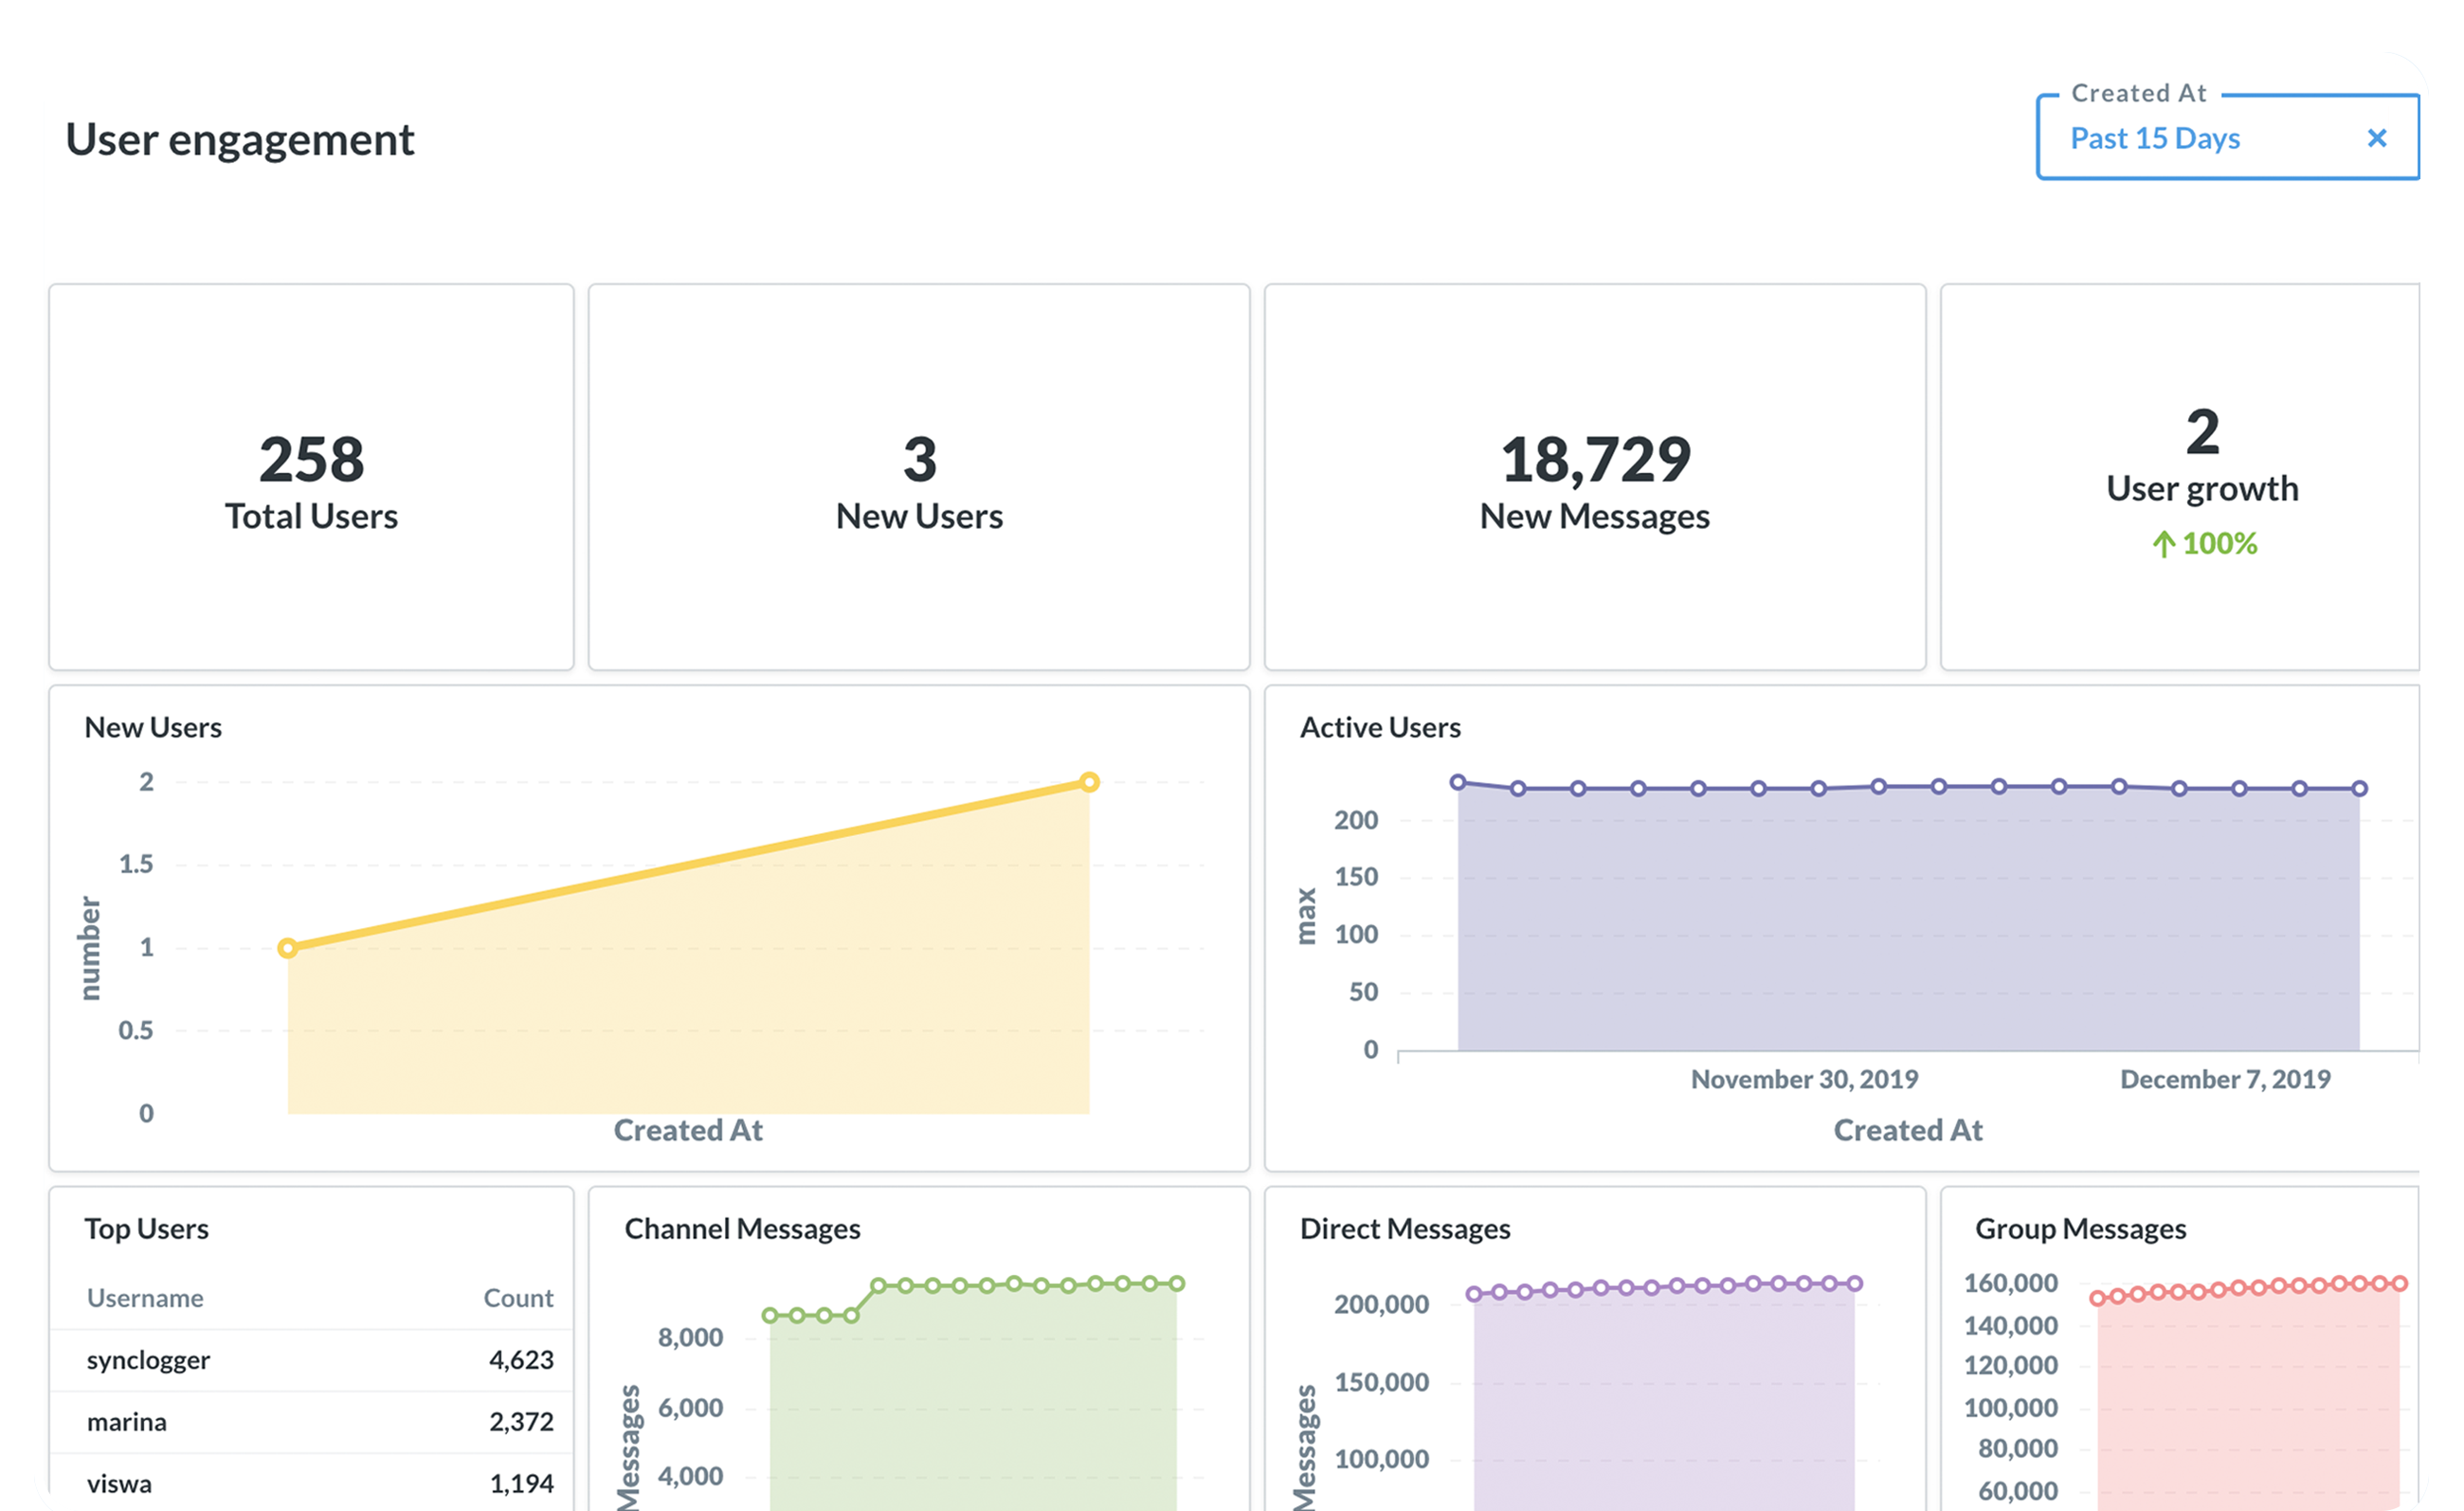 User engagement
Created At
Past 15 Days
258
Total Users
3
New Users
18,729
New Messages
2
User growth
100%
New Users
2
1.5
1
0.5
0
number
Created At
Active Users
200
150
100
50
0
max
November 30, 2019
December 7, 2019
Created At
Top Users
Username Count
synclogger 4,623
marina 2,372
viswa 1,194
Channel Messages
8,000
6,000
4,000
Messages
Direct Messages
200,000
150,000
100,000
Messages
Group Messages
160,000
140,000
120,000
100,000
80,000
60,000